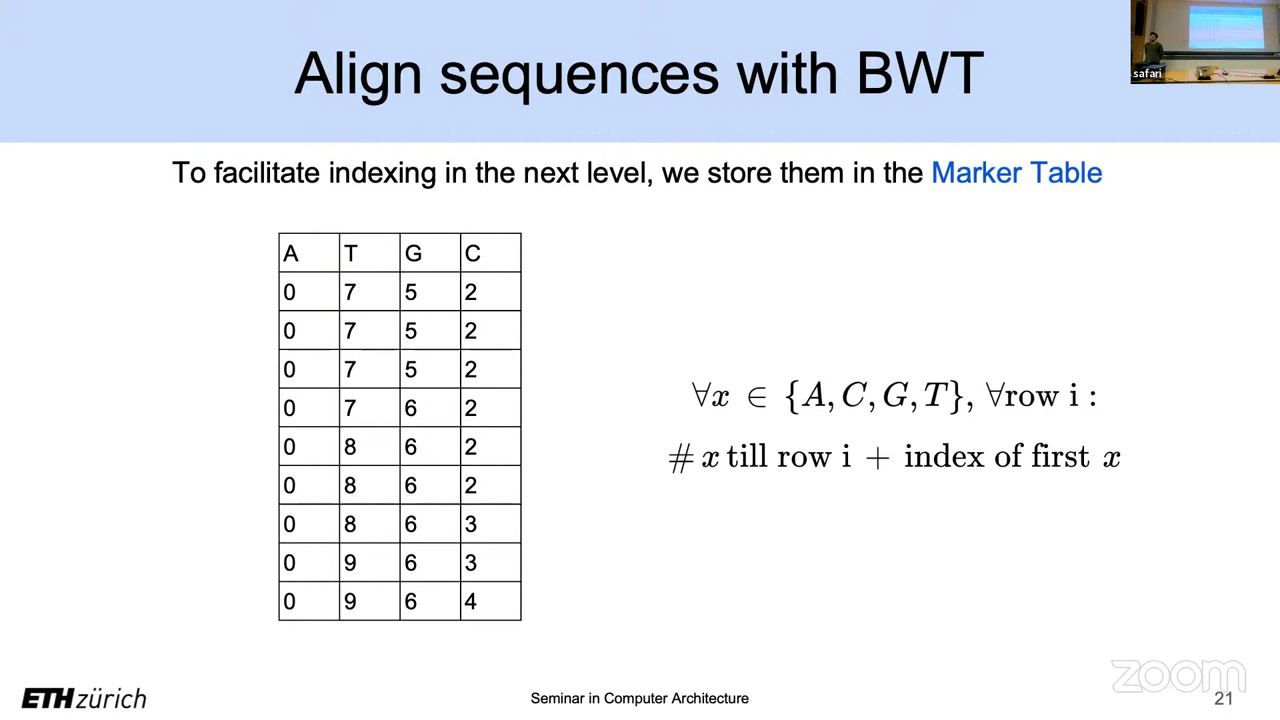 Align sequences with BWT
safari
To facilitate indexing in the next level, we store them in the Marker Table
A T G C
0 7 5 2
0 7 5 2
0 7 5 2
0 7 6 2
0 8 6 2
0 8 6 2
0 8 6 3
0 9 6 3
0 9 6 4
∀x ∈ {A, C, G, T}, ∀row i :
# x till row i + index of first x
ETH zürich
Seminar in Computer Architecture
zoom
21